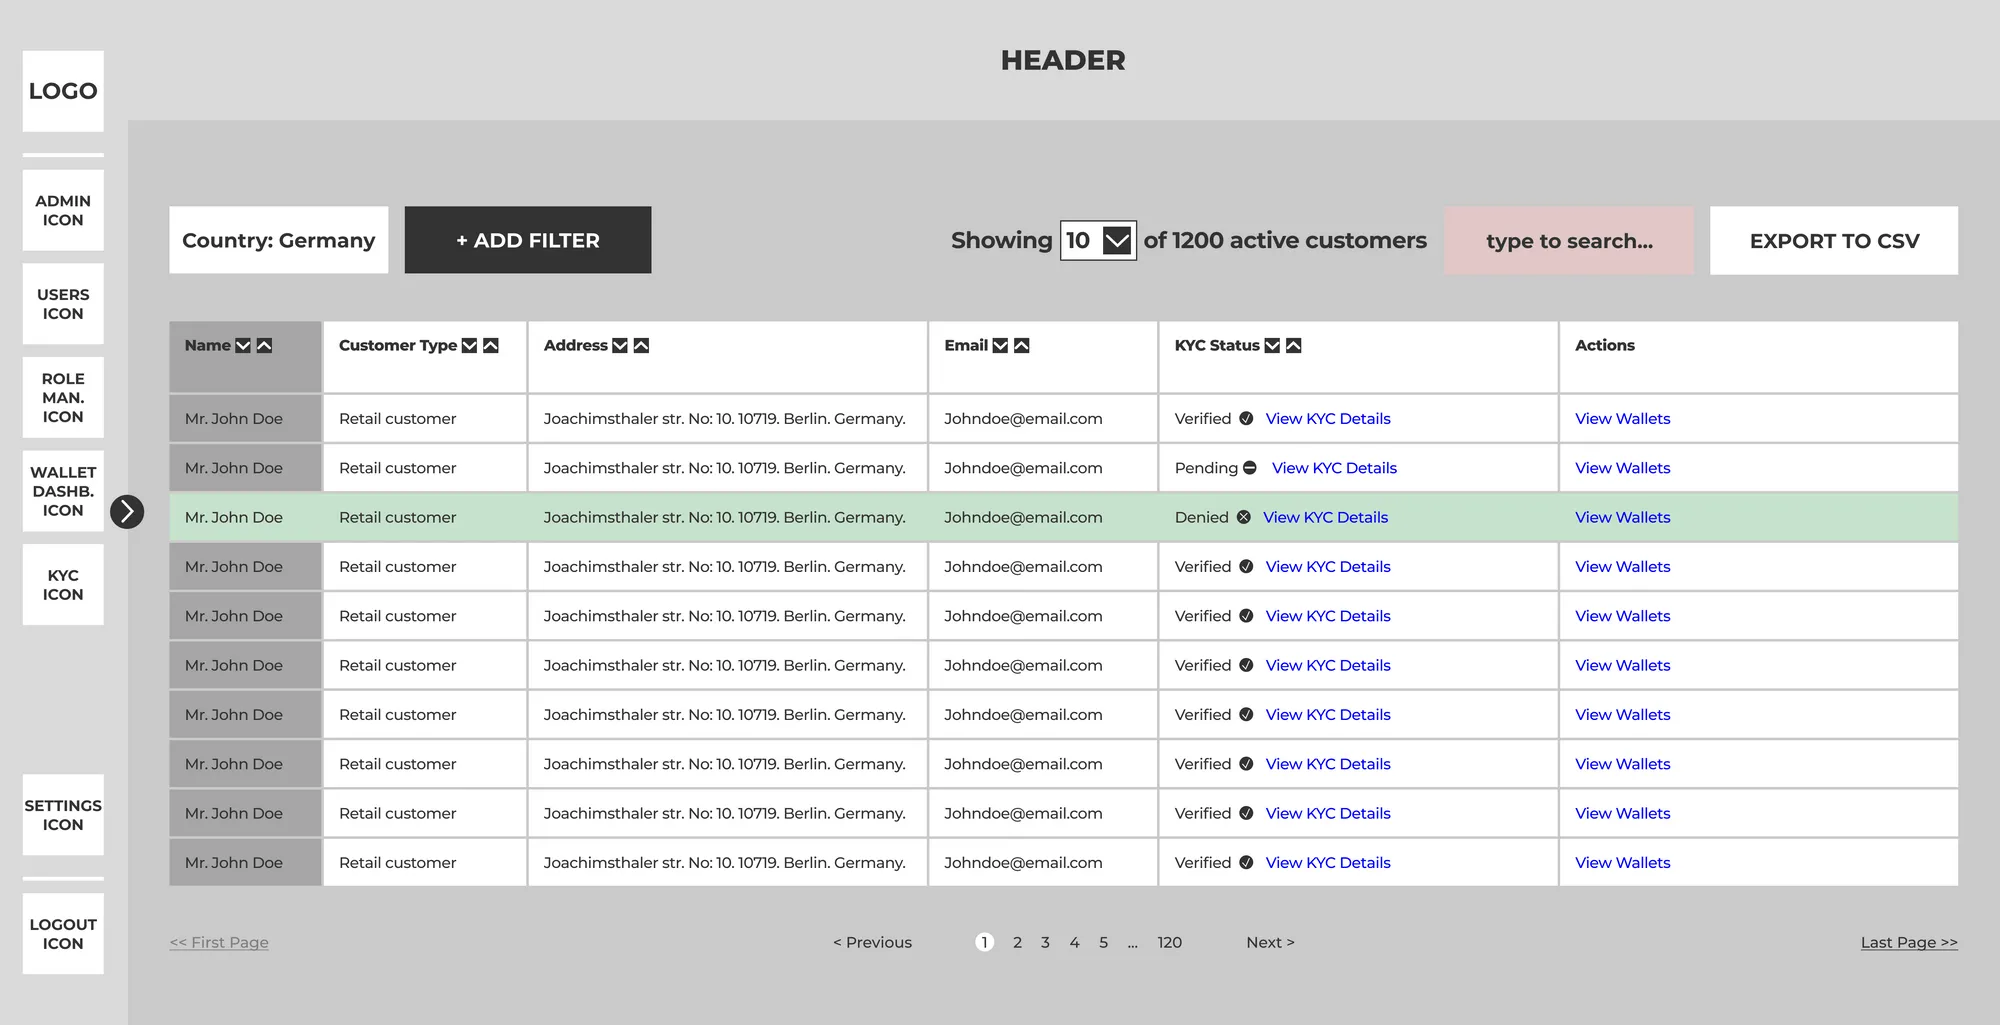 HEADER
LOGO
ADMIN
ICON
USERS
ICON
ROLE
MAN.
ICON
WALLET
DASHB.
ICON
KYC
ICON
SETTINGS
ICON
LOGOUT
ICON
Country: Germany + ADD FILTER Showing 10 of 1200 active customers type to search... EXPORT TO CSV
Name Customer Type Address Email KYC Status Actions
Mr. John Doe Retail customer Joachimsthaler str. No: 10. 10719. Berlin. Germany. Johndoe@email.com Verified View KYC Details View Wallets
Mr. John Doe Retail customer Joachimsthaler str. No: 10. 10719. Berlin. Germany. Johndoe@email.com Pending View KYC Details View Wallets
Mr. John Doe Retail customer Joachimsthaler str. No: 10. 10719. Berlin. Germany. Johndoe@email.com Denied View KYC Details View Wallets
Mr. John Doe Retail customer Joachimsthaler str. No: 10. 10719. Berlin. Germany. Johndoe@email.com Verified View KYC Details View Wallets
Mr. John Doe Retail customer Joachimsthaler str. No: 10. 10719. Berlin. Germany. Johndoe@email.com Verified View KYC Details View Wallets
Mr. John Doe Retail customer Joachimsthaler str. No: 10. 10719. Berlin. Germany. Johndoe@email.com Verified View KYC Details View Wallets
Mr. John Doe Retail customer Joachimsthaler str. No: 10. 10719. Berlin. Germany. Johndoe@email.com Verified View KYC Details View Wallets
Mr. John Doe Retail customer Joachimsthaler str. No: 10. 10719. Berlin. Germany. Johndoe@email.com Verified View KYC Details View Wallets
Mr. John Doe Retail customer Joachimsthaler str. No: 10. 10719. Berlin. Germany. Johndoe@email.com Verified View KYC Details View Wallets
Mr. John Doe Retail customer Joachimsthaler str. No: 10. 10719. Berlin. Germany. Johndoe@email.com Verified View KYC Details View Wallets
<< First Page < Previous 1 2 3 4 5 ... 120 Next > Last Page >>